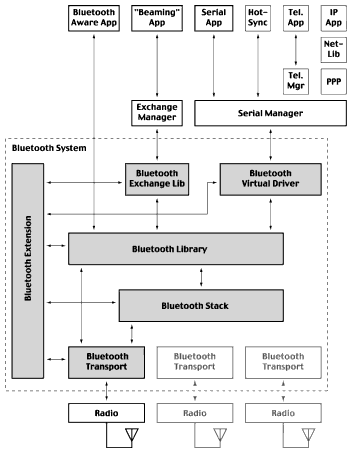 Bluetooth
Aware App
"Beaming"
App
Serial
App
Hot-
Sync
Tel.
App
IP
App
Net-
Lib
Tel.
Mgr
PPP
Exchange
Manager
Serial Manager
Bluetooth System
Bluetooth Extension
Bluetooth
Exchange Lib
Bluetooth
Virtual Driver
Bluetooth Library
Bluetooth Stack
Bluetooth
Transport
Bluetooth
Transport
Bluetooth
Transport
Radio
Radio
Radio